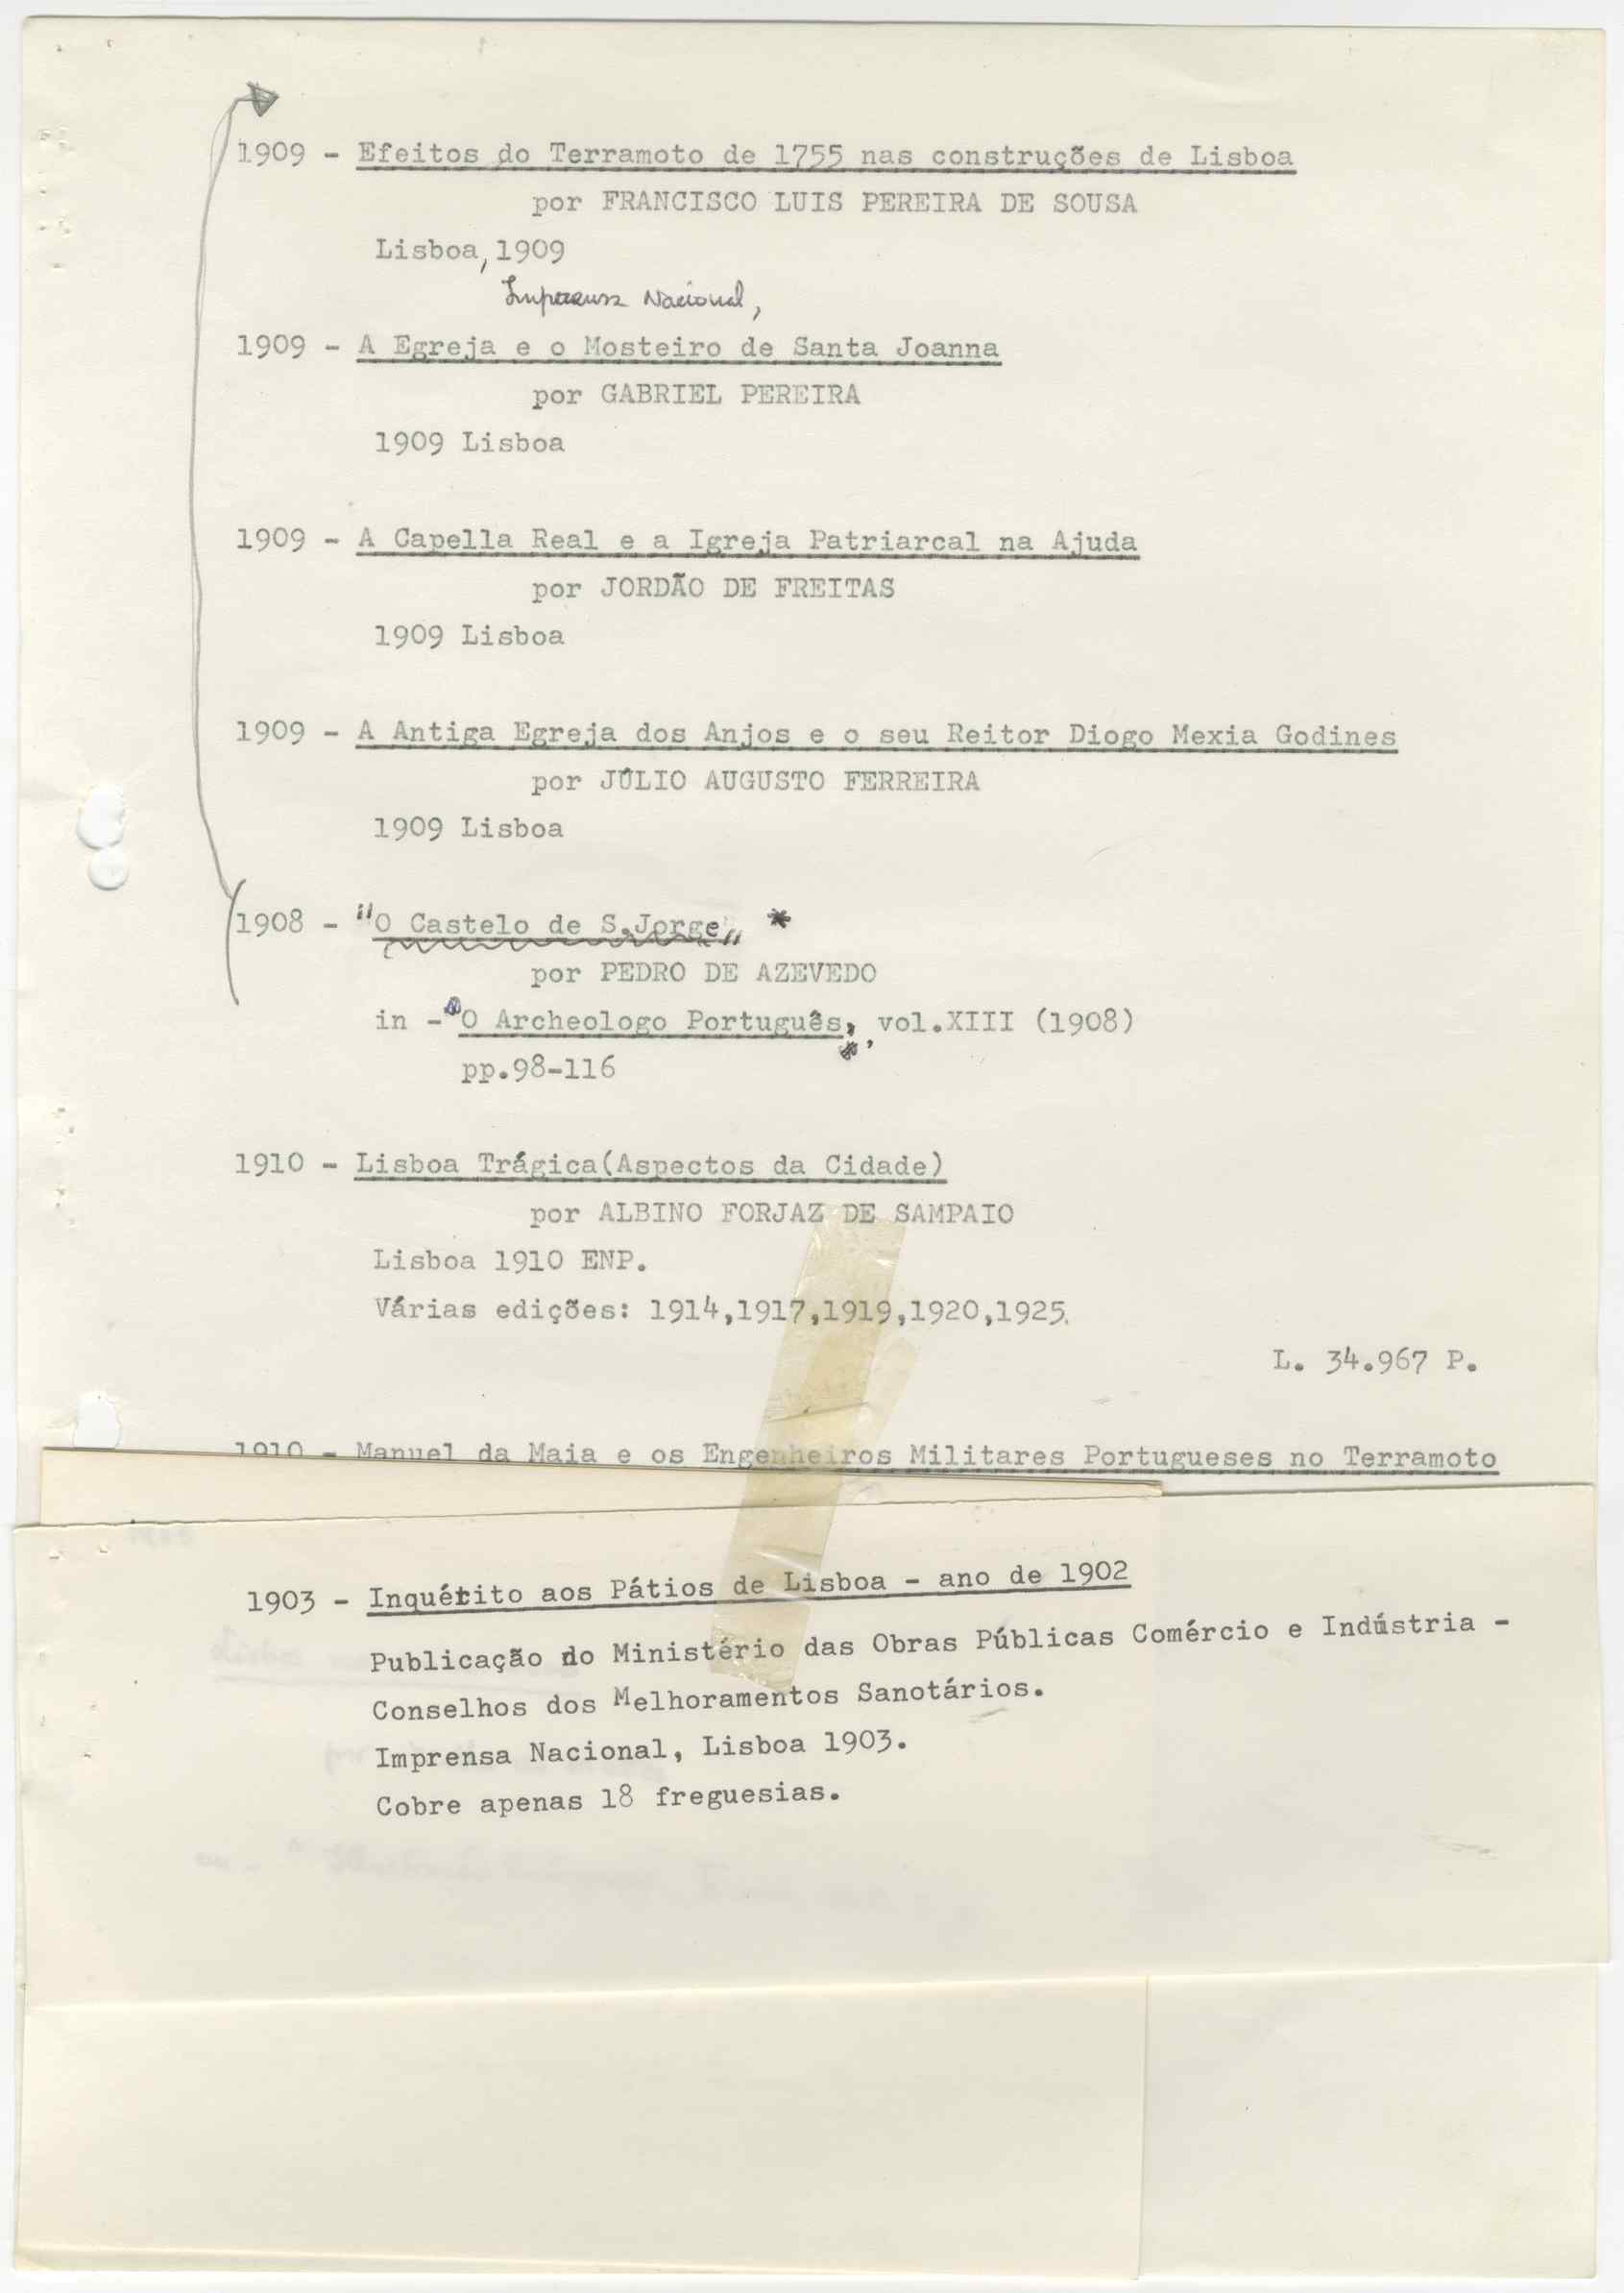 1909 - Efeitos do Terramoto de 1755 nas construções de Lisboa
por FRANCISCO LUIS PEREIRA DE SOUSA
Lisboa, 1909
Imprensa Nacional,
1909 - A Egreja e o Mosteiro de Santa Joanna
por GABRIEL PEREIRA
1909 Lisboa
1909 - A Capella Real e a Igreja Patriarcal na Ajuda
por JORDÃO DE FREITAS
1909 Lisboa
1909 - A Antiga Egreja dos Anjos e o seu Reitor Diogo Mexia Godines
por JÚLIO AUGUSTO FERREIRA
1909 Lisboa
(1908 - "O Castelo de S.Jorge" *
por PEDRO DE AZEVEDO
in - O Archeologo Português, vol.XIII (1908)
pp.98-116
1910 - Lisboa Trágica(Aspectos da Cidade)
por ALBINO FORJAZ DE SAMPAIO
Lisboa 1910 ENP.
Várias edições: 1914,1917,1919,1920,1925.
L. 34.967 P.
1910 - Manuel da Maia e os Engenheiros Militares Portugueses no Terramoto
1903 - Inquérito aos Pátios de Lisboa - ano de 1902
Publicação do Ministério das Obras Públicas Comércio e Indústria -
Conselhos dos Melhoramentos Sanotários.
Imprensa Nacional, Lisboa 1903.
Cobre apenas 18 freguesias.